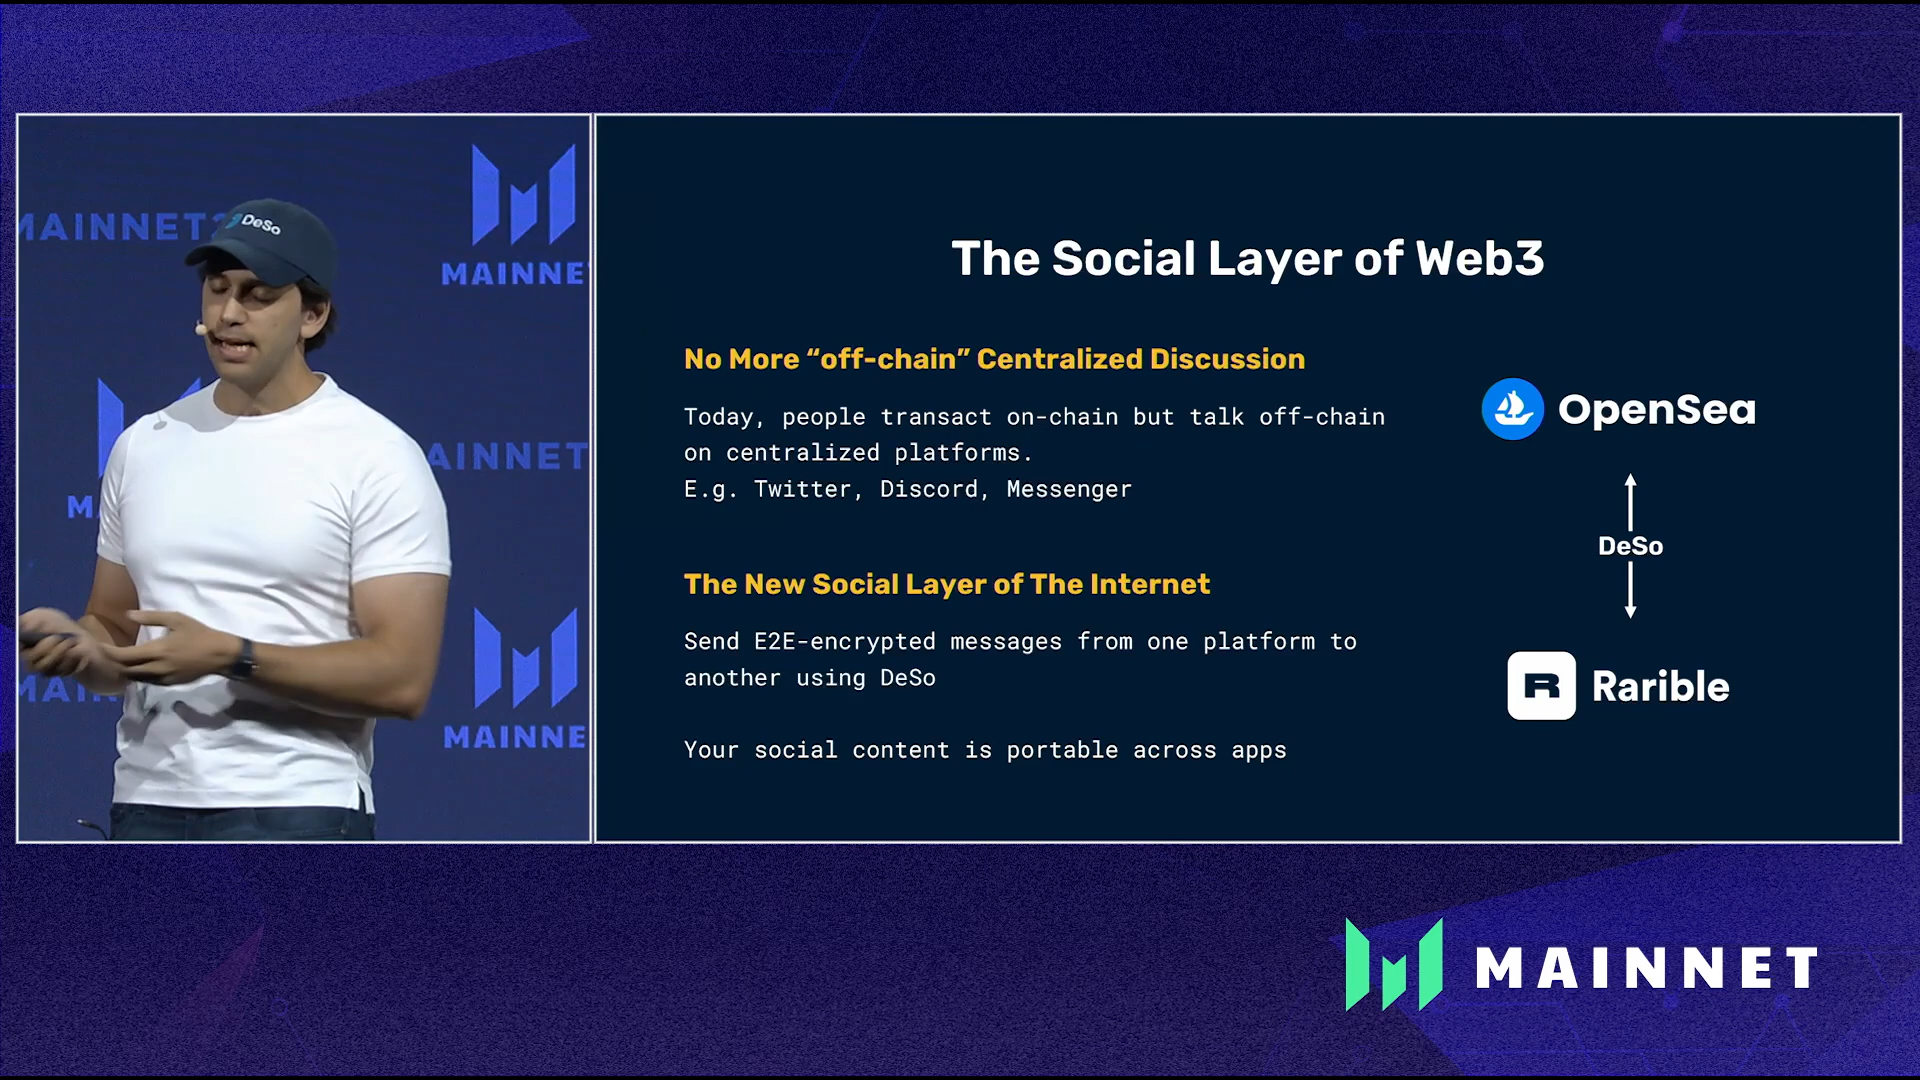 MAINNET2
DeSo
MAINNE
M
AINNET
MAIN
MAINNE
The Social Layer of Web3
No More “off-chain” Centralized Discussion
Today, people transact on-chain but talk off-chain
on centralized platforms.
E.g. Twitter, Discord, Messenger
The New Social Layer of The Internet
Send E2E-encrypted messages from one platform to
another using DeSo
Your social content is portable across apps
OpenSea
DeSo
R Rarible
MAINNET